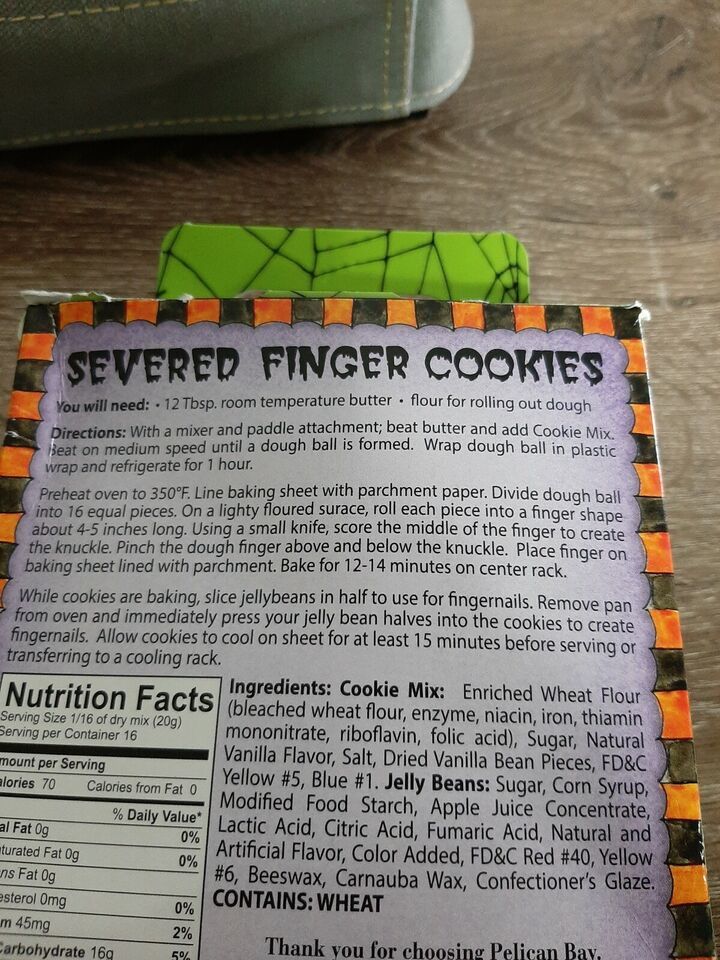 SEVERED FINGER COOKIES
You will need: • 12 Tbsp. room temperature butter • flour for rolling out dough
Directions: With a mixer and paddle attachment; beat butter and add Cookie Mix.
Beat on medium speed until a dough ball is formed. Wrap dough ball in plastic
wrap and refrigerate for 1 hour.
Preheat oven to 350°F. Line baking sheet with parchment paper. Divide dough ball
into 16 equal pieces. On a lighty floured surace, roll each piece into a finger shape
about 4-5 inches long. Using a small knife, score the middle of the finger to create
the knuckle. Pinch the dough finger above and below the knuckle. Place finger on
baking sheet lined with parchment. Bake for 12-14 minutes on center rack.
While cookies are baking, slice jellybeans in half to use for fingernails. Remove pan
from oven and immediately press your jelly bean halves into the cookies to create
fingernails. Allow cookies to cool on sheet for at least 15 minutes before serving or
transferring to a cooling rack.
Nutrition Facts
Serving Size 1/16 of dry mix (20g)
Serving per Container 16
mount per Serving
alories 70 Calories from Fat 0
% Daily Value*
al Fat 0g 0%
turated Fat 0g 0%
ns Fat 0g
esterol 0mg 0%
m 45mg 2%
Carbohydrate 16g 5%
Ingredients: Cookie Mix: Enriched Wheat Flour
(bleached wheat flour, enzyme, niacin, iron, thiamin
mononitrate, riboflavin, folic acid), Sugar, Natural
Vanilla Flavor, Salt, Dried Vanilla Bean Pieces, FD&C
Yellow #5, Blue #1. Jelly Beans: Sugar, Corn Syrup,
Modified Food Starch, Apple Juice Concentrate,
Lactic Acid, Citric Acid, Fumaric Acid, Natural and
Artificial Flavor, Color Added, FD&C Red #40, Yellow
#6, Beeswax, Carnauba Wax, Confectioner's Glaze.
CONTAINS: WHEAT
Thank you for choosing Pelican Bay.